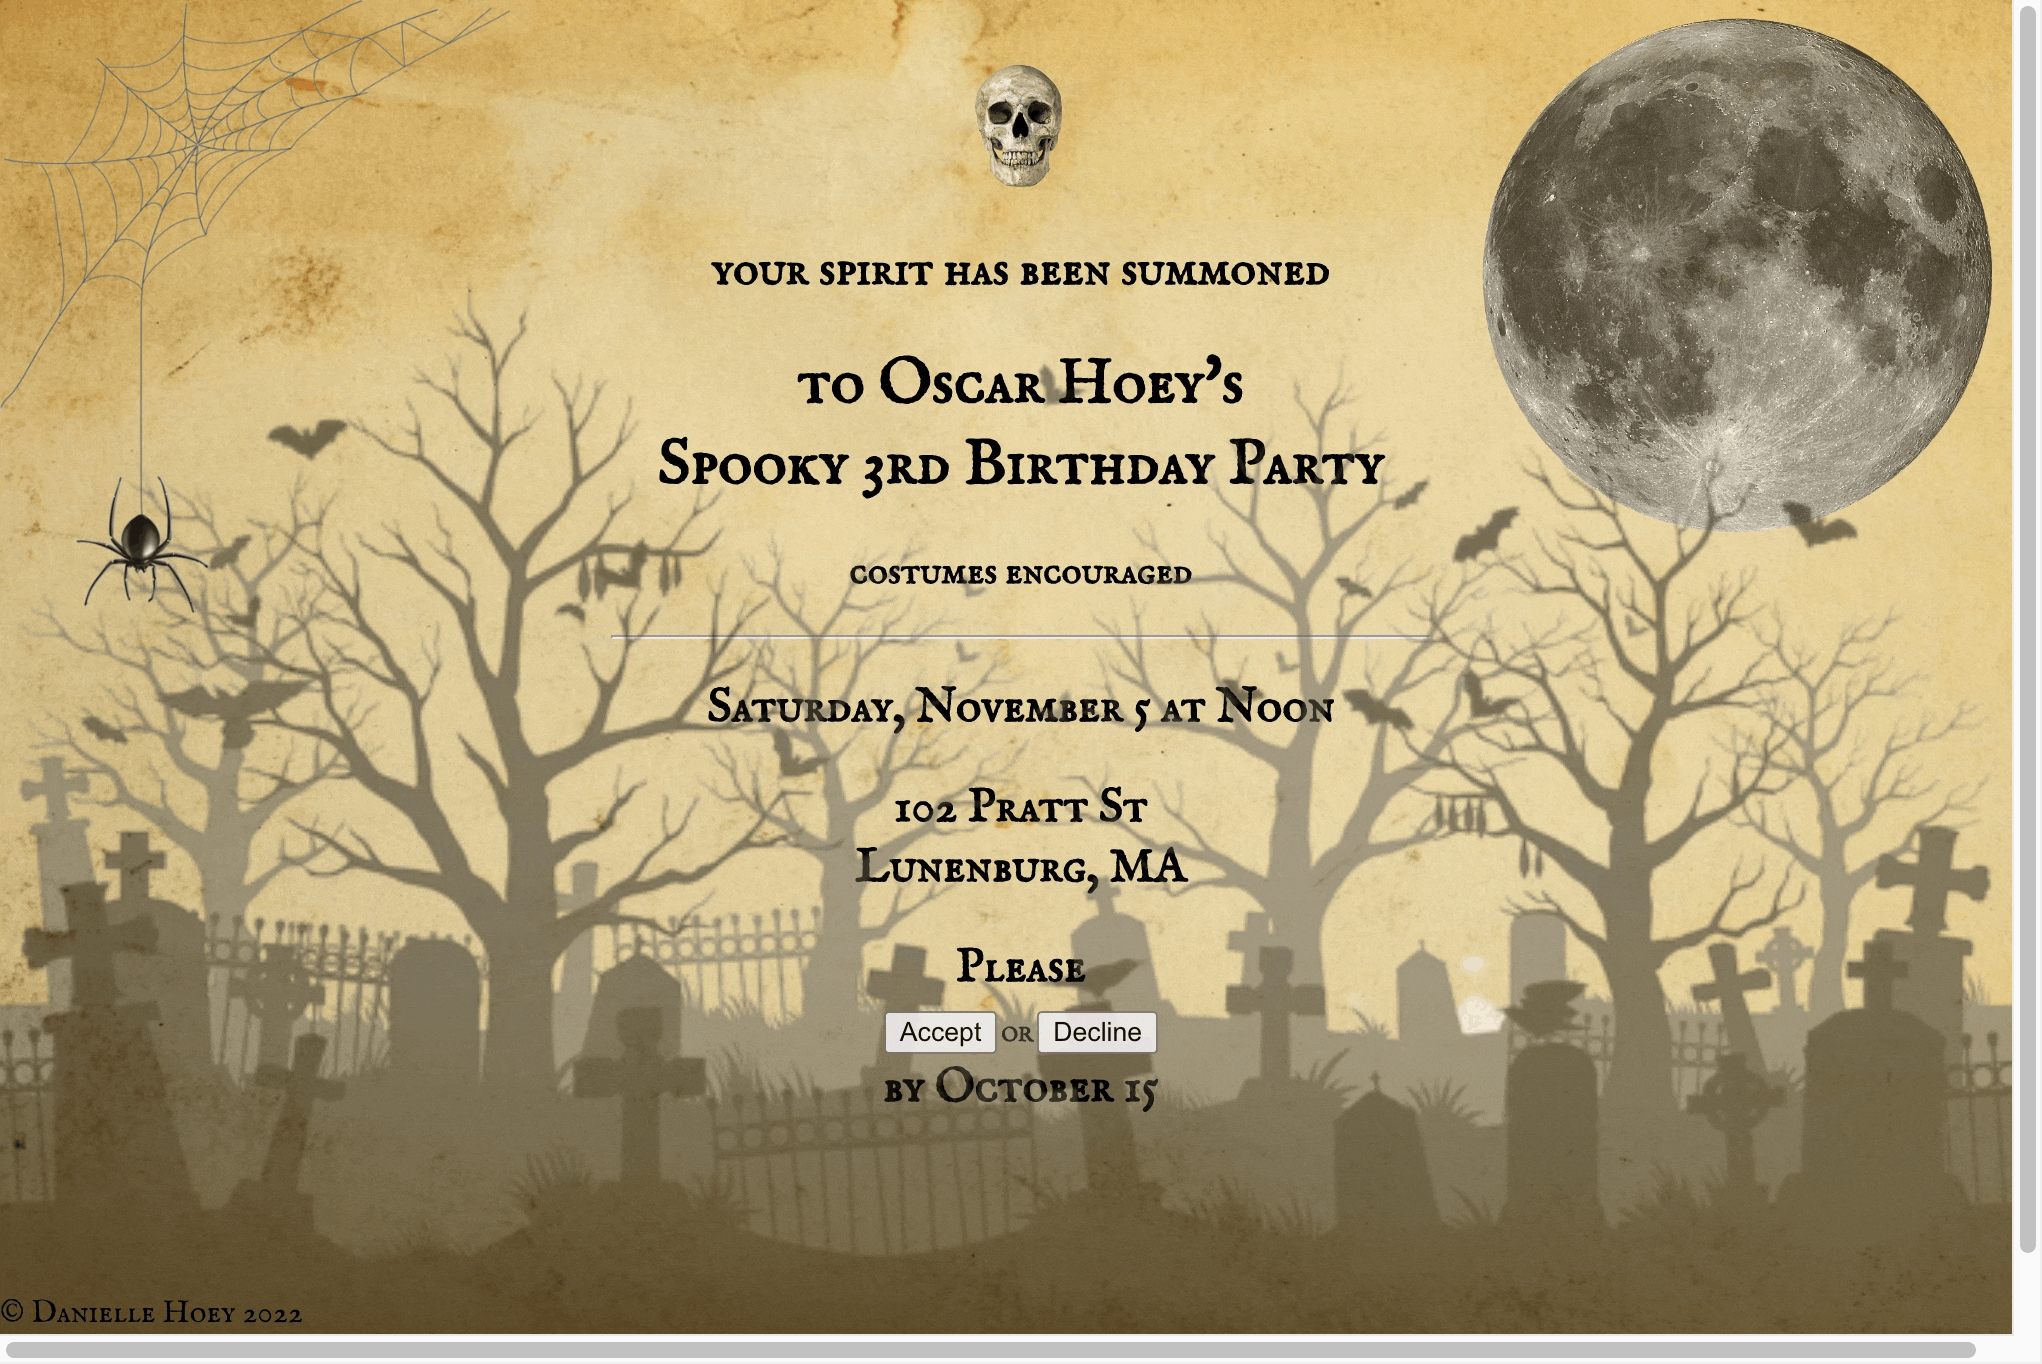 your spirit has been summoned
to Oscar Hoey's
Spooky 3rd Birthday Party
costumes encouraged
Saturday, November 5 at Noon
102 Pratt St
Lunenburg, MA
Please
Accept or Decline
by October 15
© Danielle Hoey 2022